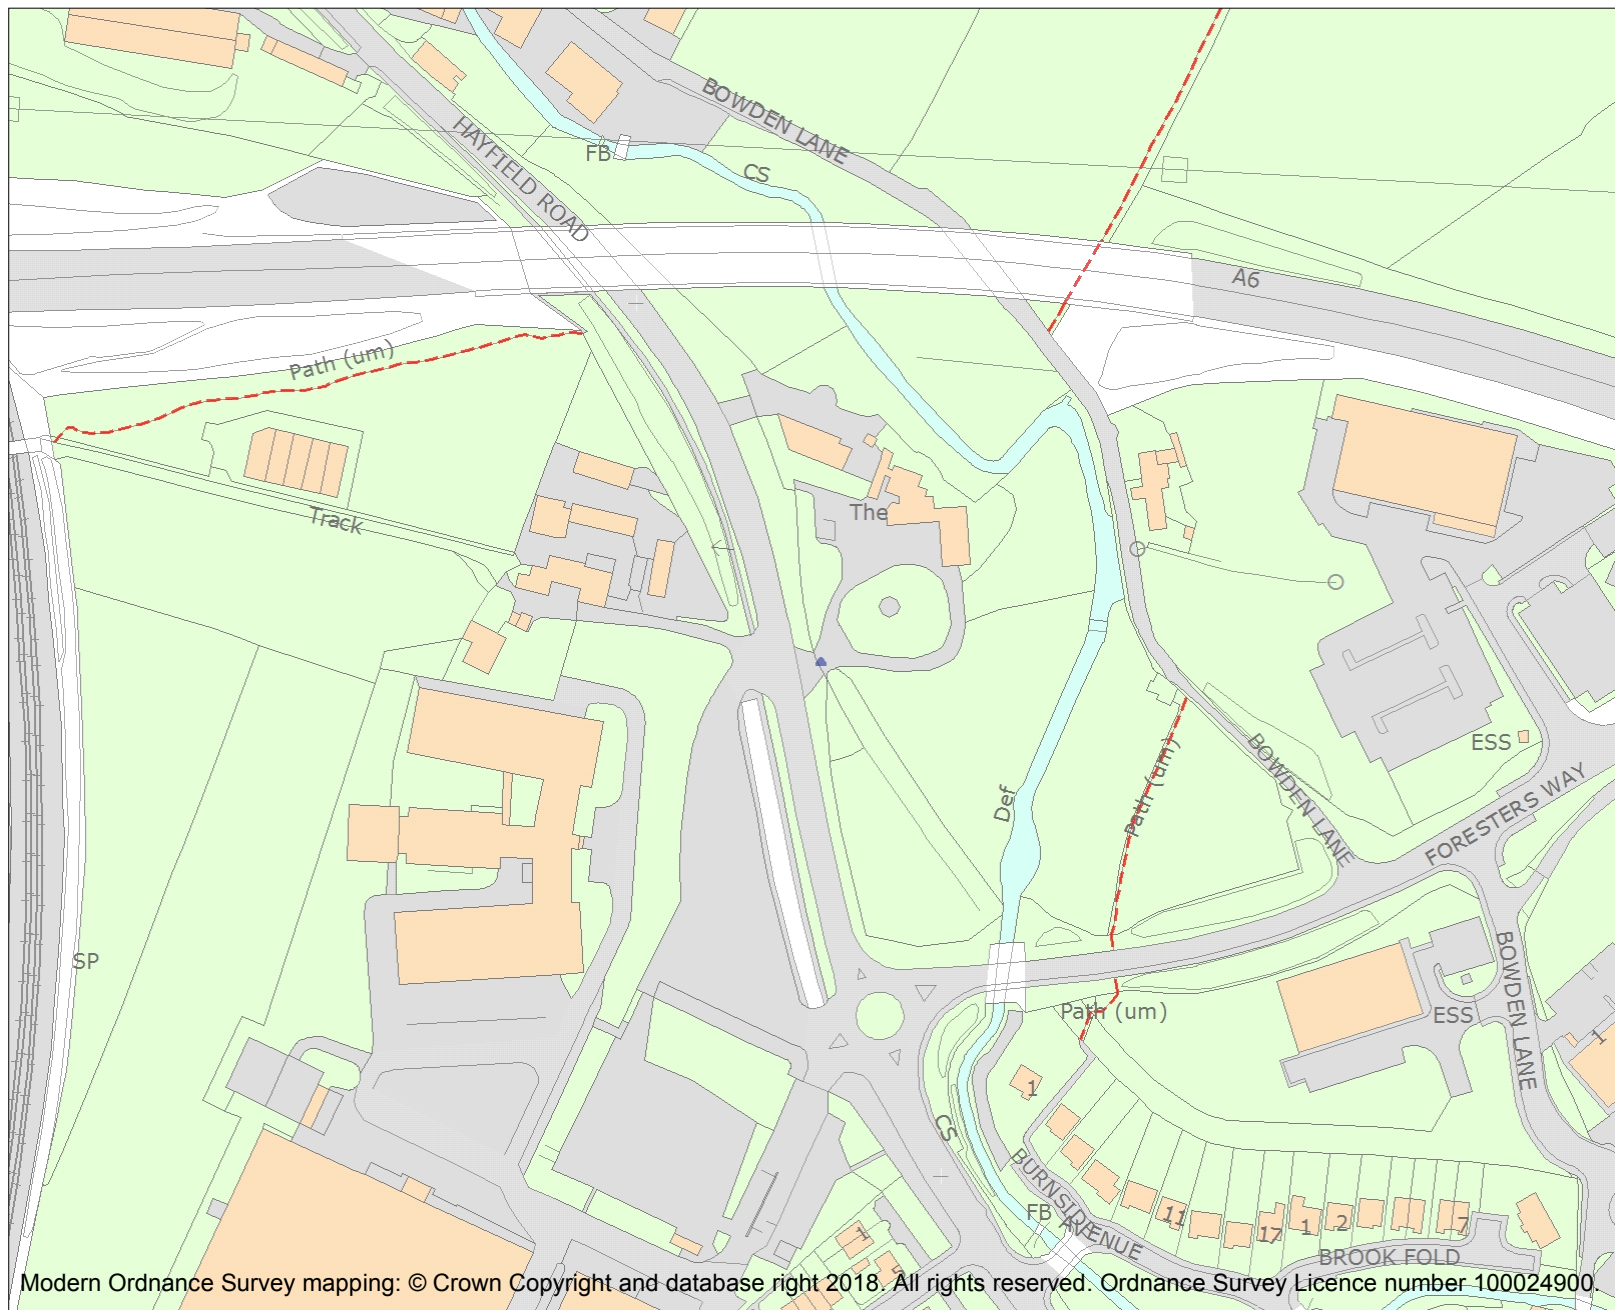 BOWDEN LANE
HAYFIELD ROAD
FB
CS
A6
Path (um)
The
Track
BOWDEN LANE
ESS
Path (um)
Def
FORESTERS WAY
SP
BOWDEN LANE
Path (um)
ESS
1
1
CS
BURNSIDE
AVENUE
FB
11
17
1
2
7
1
5
BROOK FOLD
Modern Ordnance Survey mapping: © Crown Copyright and database right 2018. All rights reserved. Ordnance Survey Licence number 100024900.